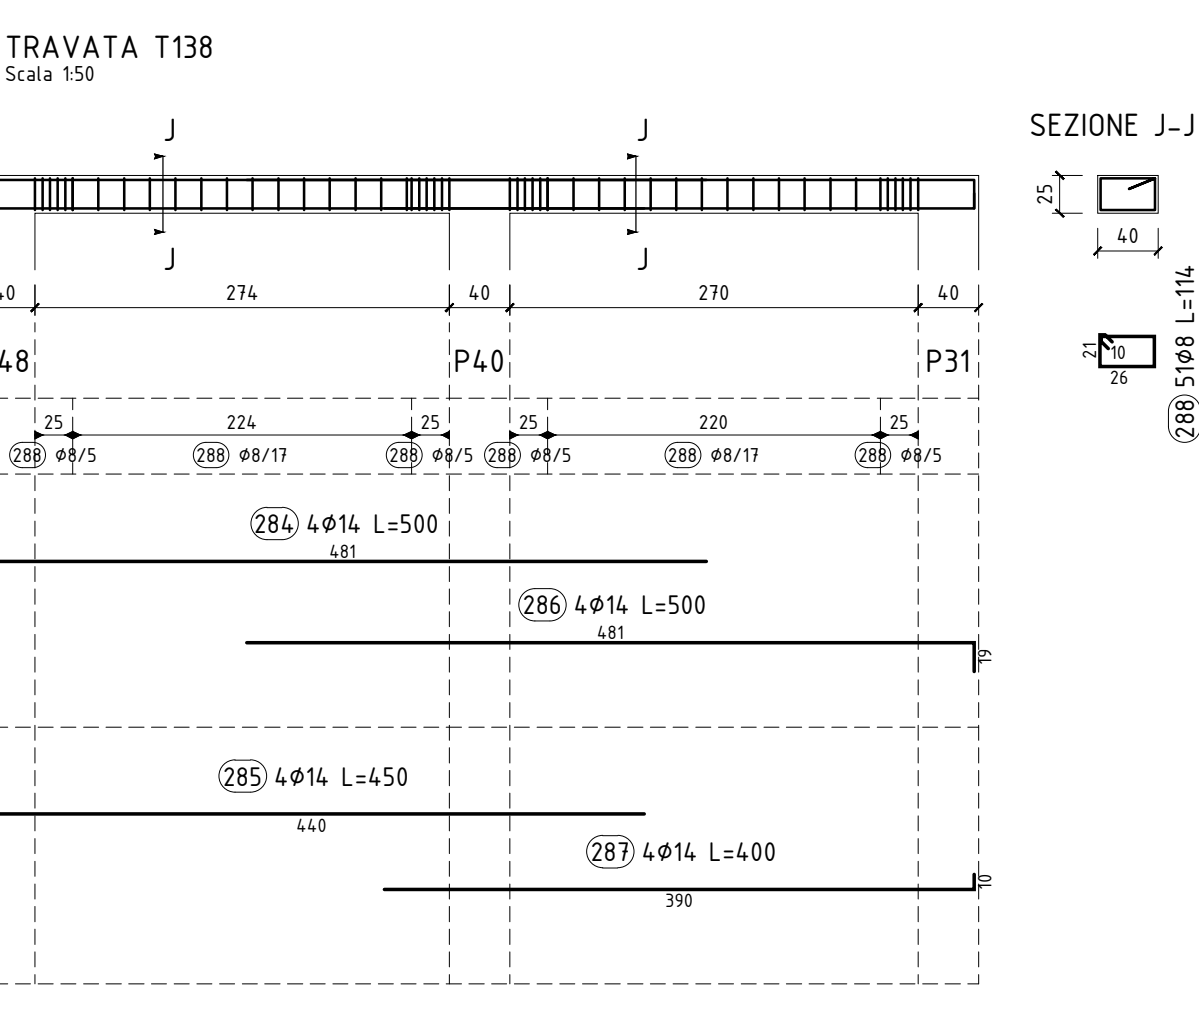 TRAVATA T138
Scala 1:50
J J
SEZIONE J-J
25
40
J J
274 40 270 40
P40 P31
21 10
26
288 51ø8 L=114
25 224 25 25 220 25
288 ø8/5 288 ø8/17 288 ø8/5 288 ø8/5 288 ø8/17 288 ø8/5
284 4ø14 L=500
481
286 4ø14 L=500
481
19
285 4ø14 L=450
440
287 4ø14 L=400
390
10